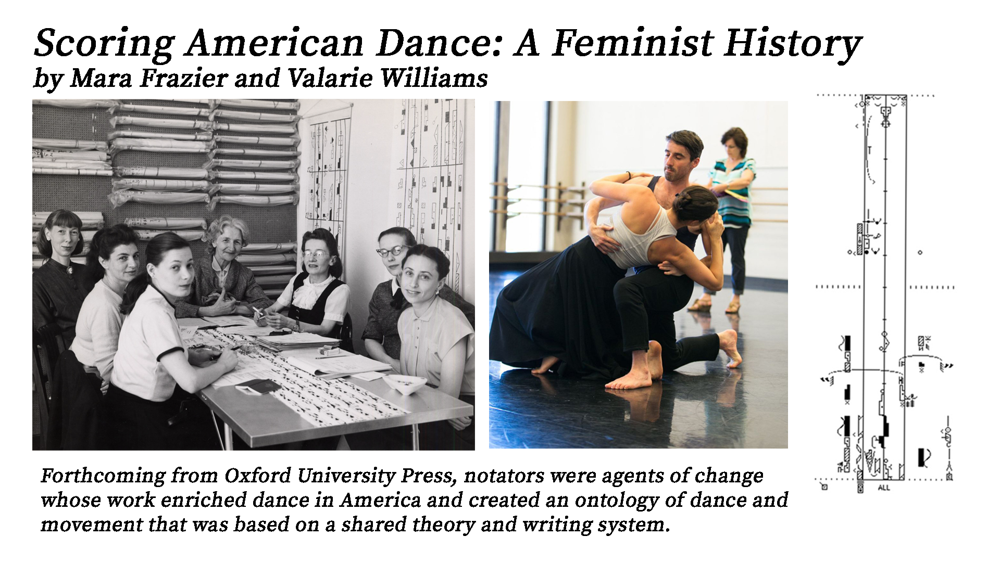 Scoring American Dance: A Feminist History
by Mara Frazier and Valarie Williams
Forthcoming from Oxford University Press, notators were agents of change
whose work enriched dance in America and created an ontology of dance and
movement that was based on a shared theory and writing system.
ALL